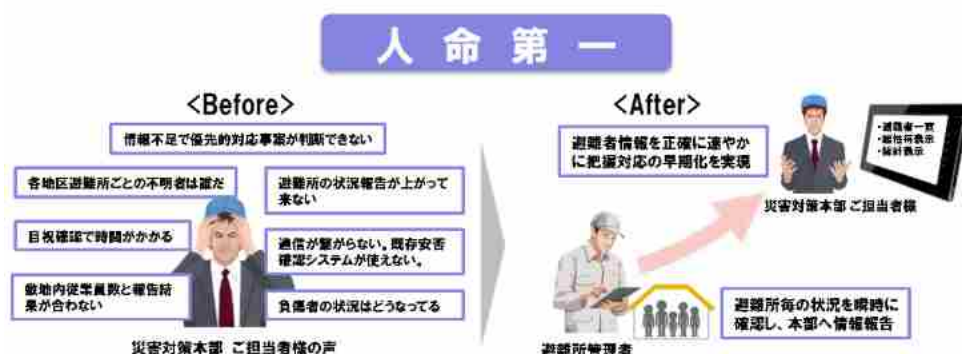 人命第一
<Before>
情報不足で優先的対応事案が判断できない
各地区避難所ごとの不明者は誰だ
避難所の状況報告が上がって
来ない
目視確認で時間がかかる
通信が繋がらない。既存安否
確認システムが使えない。
敷地内従業員数と報告結
果が合わない
負傷者の状況はどうなってる
災害対策本部 ご担当者様の声
<After>
避難者情報を正確に速やか
に把握対応の早期化を実現
・避難者一覧
・属性所表示
・統計表示
災害対策本部 ご担当者様
避難所毎の状況を瞬時に
確認し、本部へ情報報告
避難所管理者